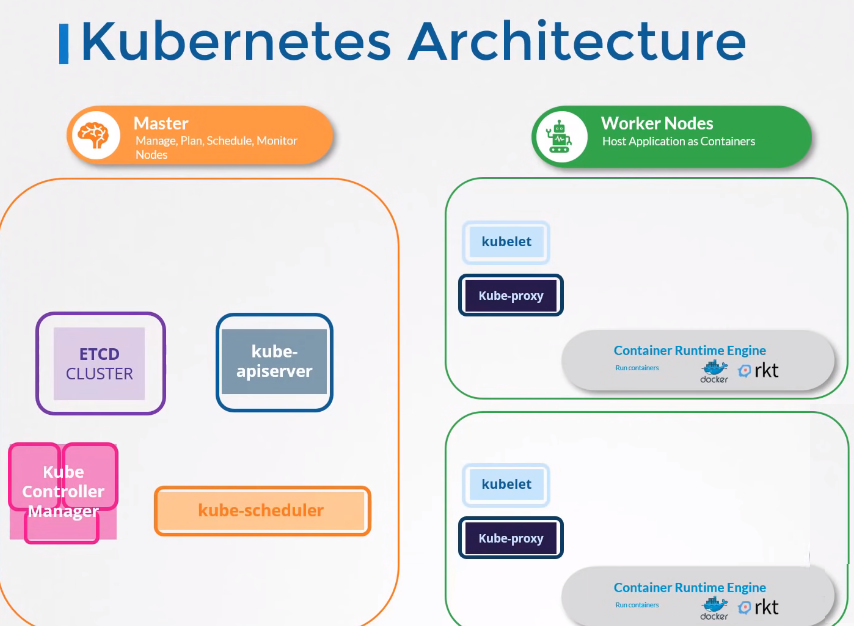 Kubernetes Architecture
Master
Manage, Plan, Schedule, Monitor
Nodes
Worker Nodes
Host Application as Containers
ETCD
CLUSTER
kube-
apiserver
Kube
Controller
Manager
kube-scheduler
kubelet
Kube-proxy
Container Runtime Engine
Run containers
docker
rkt
kubelet
Kube-proxy
Container Runtime Engine
Run containers
docker
rkt